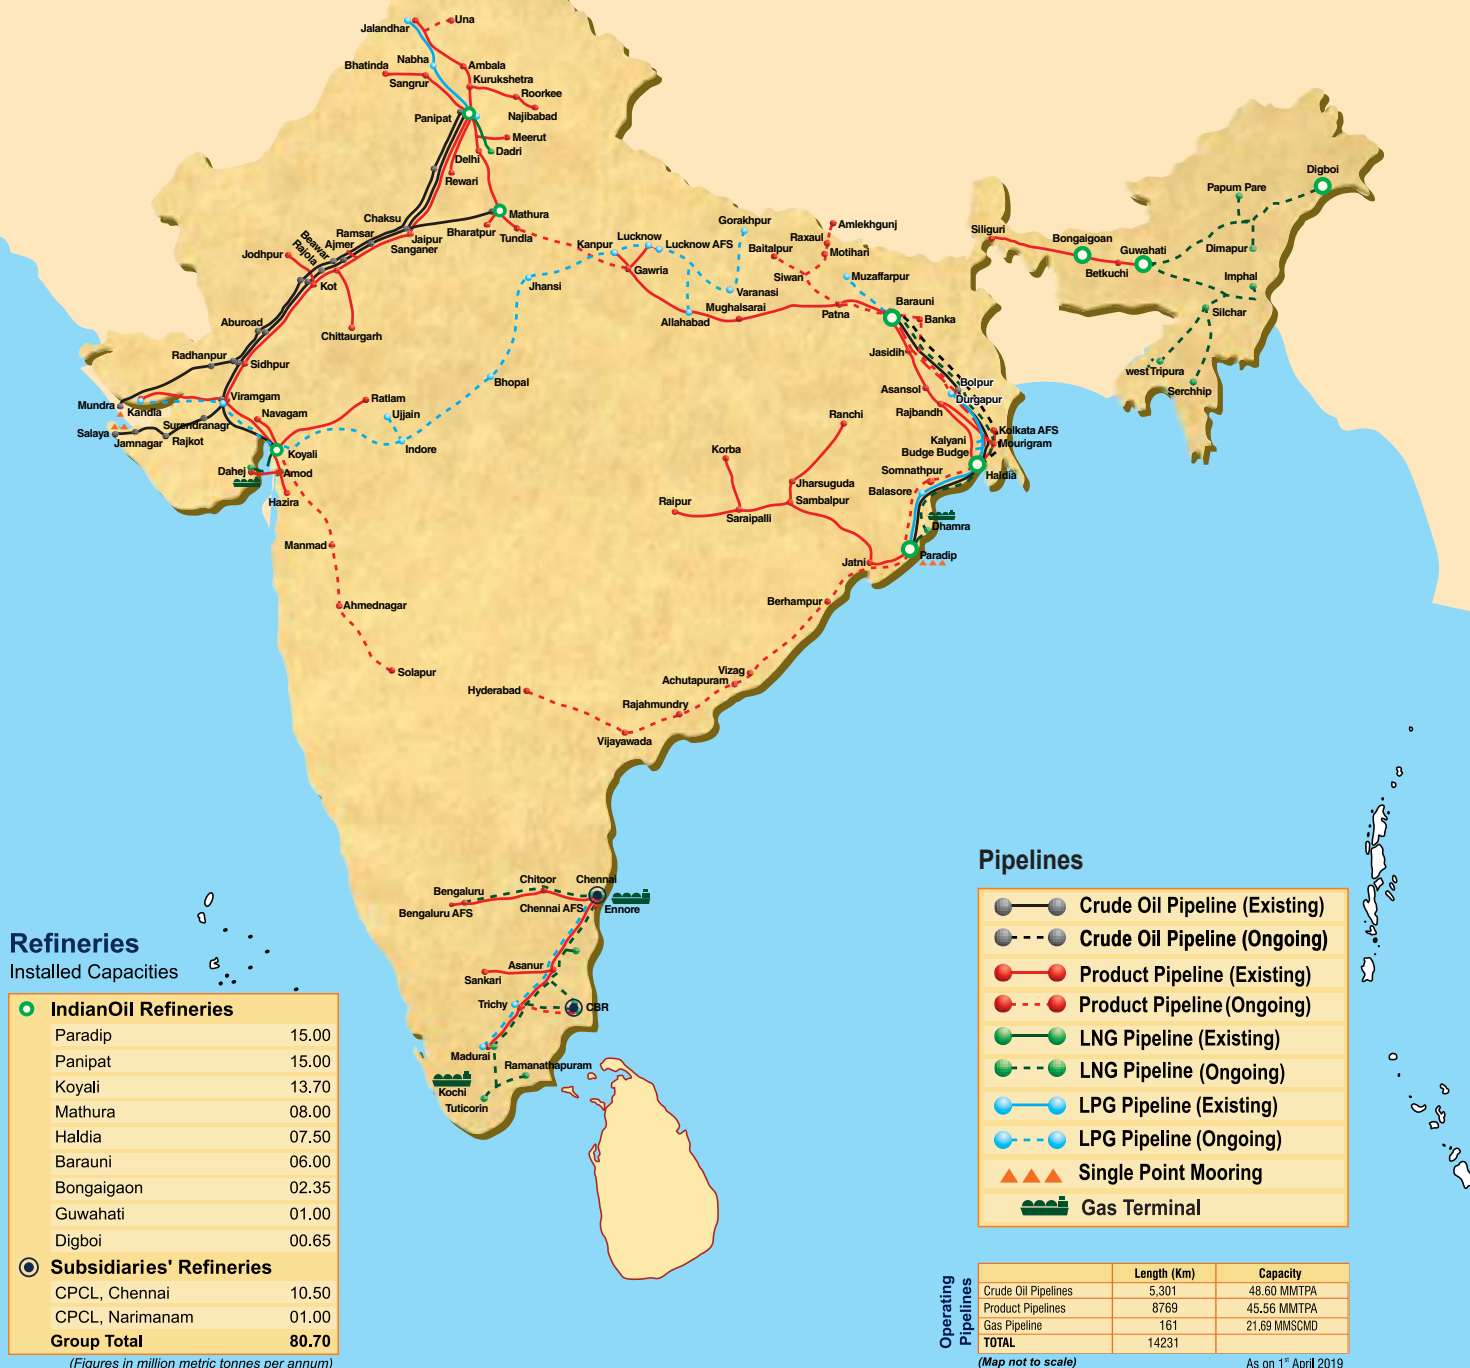 Jalandhar
Una
Nabha
Bhatinda
Ambala
Sangrur
Kurukshetra
Roorkee
Najibabad
Panipat
Meerut
Delhi
Dadri
Rewari
Digboi
Papum Pare
Chaksu
Mathura
Ramsar
Ajmer
Beawar
Rajola
Jaipur
Sanganer
Bharatpur
Tundla
Jodhpur
Kot
Chittaurgarh
Kanpur
Lucknow
Lucknow AFS
Gorakhpur
Baitalpur
Raxaul
Amlekhgunj
Motihari
Siliguri
Bongaigoan
Guwahati
Betkuchi
Dimapur
Imphal
Silchar
west Tripura
Serchhip
Gawria
Siwan
Muzaffarpur
Jhansi
Varanasi
Mughalsarai
Allahabad
Patna
Barauni
Banka
Aburoad
Radhanpur
Sidhpur
Jasidih
Bhopal
Asansol
Bolpur
Durgapur
Rajbandh
Mundra
Kandla
Viramgam
Ratlam
Navagam
Ujjain
Surendranagr
Salaya
Jamnagar
Rajkot
Koyali
Indore
Ranchi
Kolkata AFS
Kalyani
Mourigram
Budge Budge
Haldia
Korba
Somnathpur
Dahej
Amod
Hazira
Jharsuguda
Balasore
Raipur
Sambalpur
Saraipalli
Dhamra
Manmad
Jatni
Paradip
Berhampur
Ahmednagar
Solapur
Vizag
Achutapuram
Hyderabad
Rajahmundry
Vijayawada
Bengaluru
Chitoor
Chennai
Bengaluru AFS
Chennai AFS
Ennore
Asanur
Sankari
Trichy
CBR
Madurai
Ramanathapuram
Kochi
Tuticorin
Refineries
Installed Capacities
IndianOil Refineries
Paradip 15.00
Panipat 15.00
Koyali 13.70
Mathura 08.00
Haldia 07.50
Barauni 06.00
Bongaigaon 02.35
Guwahati 01.00
Digboi 00.65
Subsidiaries' Refineries
CPCL, Chennai 10.50
CPCL, Narimanam 01.00
Group Total 80.70
(Figures in million metric tonnes per annum)
Pipelines
Crude Oil Pipeline (Existing)
Crude Oil Pipeline (Ongoing)
Product Pipeline (Existing)
Product Pipeline (Ongoing)
LNG Pipeline (Existing)
LNG Pipeline (Ongoing)
LPG Pipeline (Existing)
LPG Pipeline (Ongoing)
Single Point Mooring
Gas Terminal
Operating
Pipelines
Length (Km) Capacity
Crude Oil Pipelines 5,301 48.60 MMTPA
Product Pipelines 8769 45.56 MMTPA
Gas Pipeline 161 21.69 MMSCMD
TOTAL 14231
(Map not to scale) As on 1st April 2019